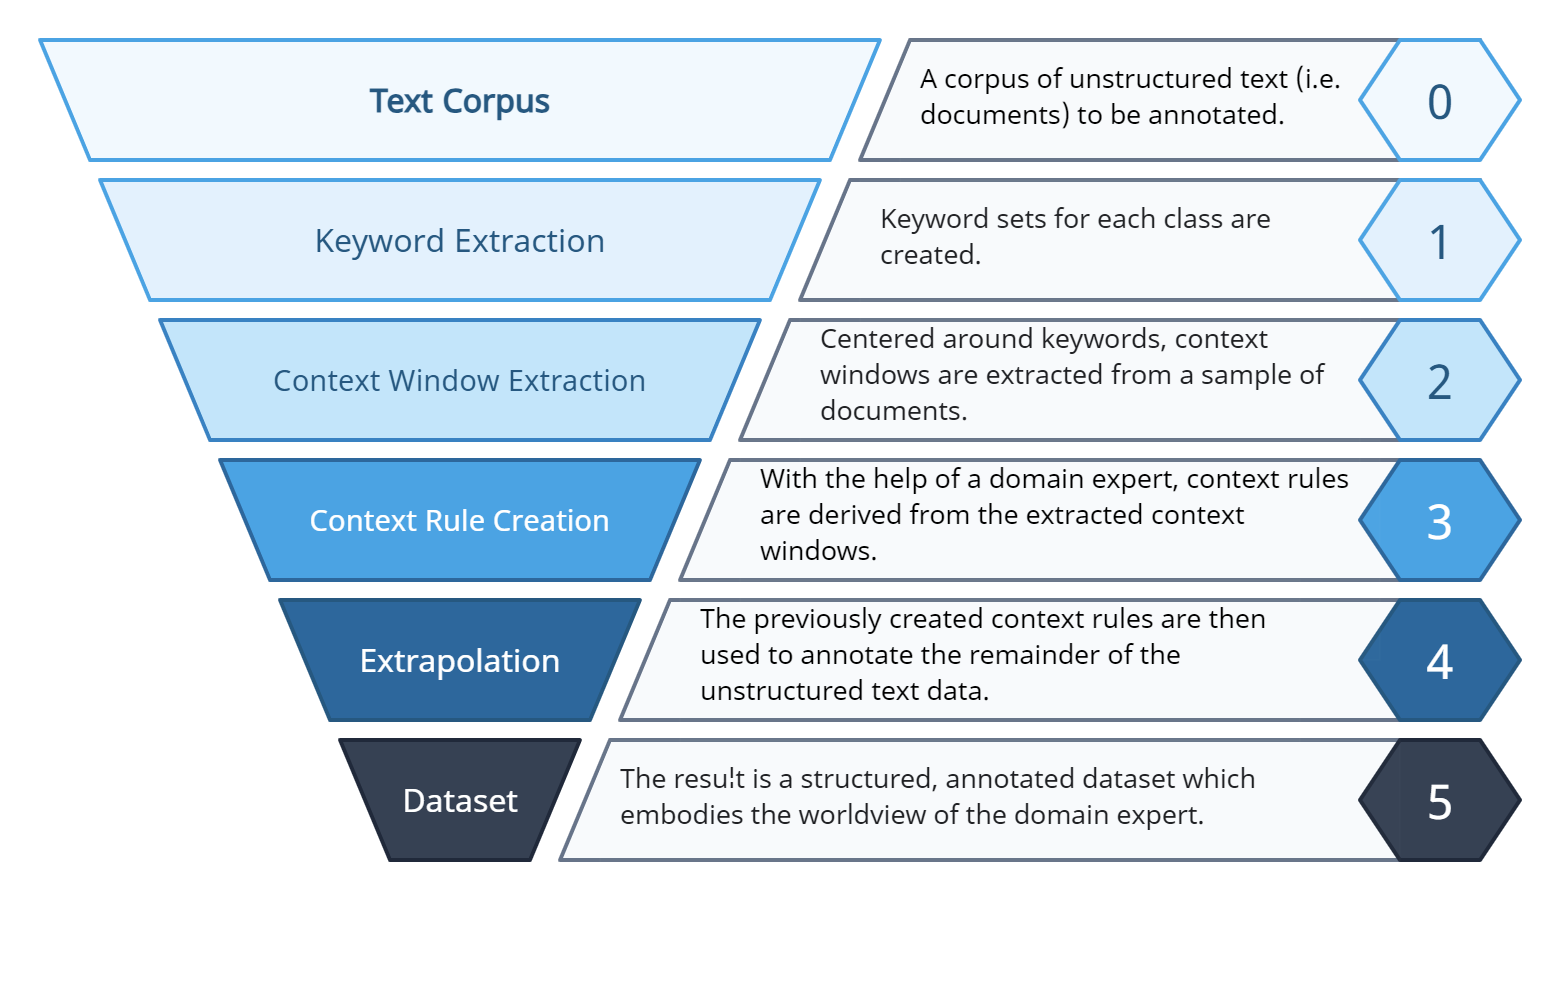 Text Corpus
A corpus of unstructured text (i.e.
documents) to be annotated.
0
Keyword Extraction
Keyword sets for each class are
created.
1
Context Window Extraction
Centered around keywords, context
windows are extracted from a sample of
documents.
2
Context Rule Creation
With the help of a domain expert, context rules
are derived from the extracted context
windows.
3
Extrapolation
The previously created context rules are then
used to annotate the remainder of the
unstructured text data.
4
Dataset
The result is a structured, annotated dataset which
embodies the worldview of the domain expert.
5